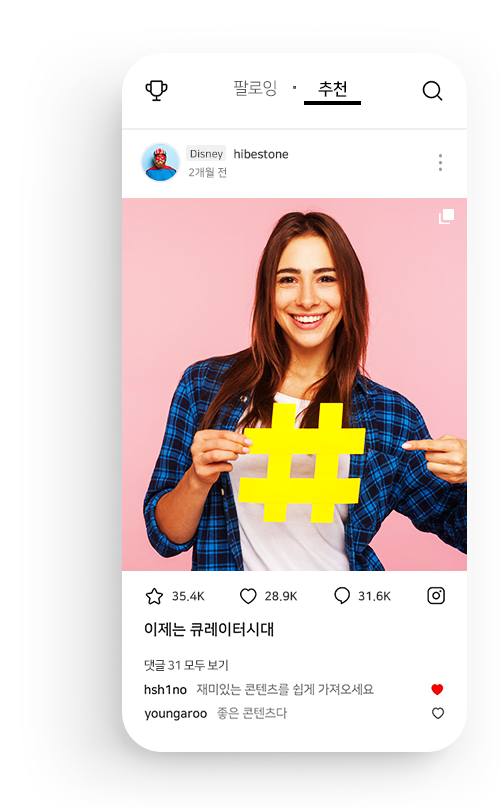 팔로잉 · 추천
Disney hibestone
2개월 전
#
35.4K 28.9K 31.6K
이제는 큐레이터시대
댓글 31 모두 보기
hsh1no 재미있는 콘텐츠를 쉽게 가져오세요
youngaroo 좋은 콘텐츠다